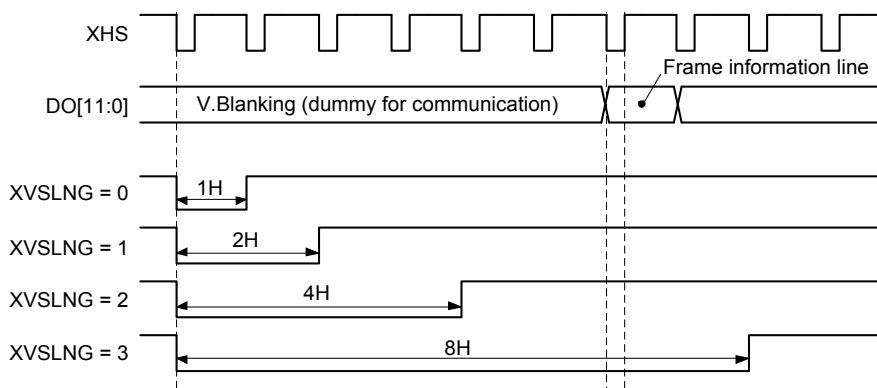 XHS
Frame information line
DO[11:0]
V.Blanking (dummy for communication)
XVSLNG = 0
1H
XVSLNG = 1
2H
XVSLNG = 2
4H
XVSLNG = 3
8H